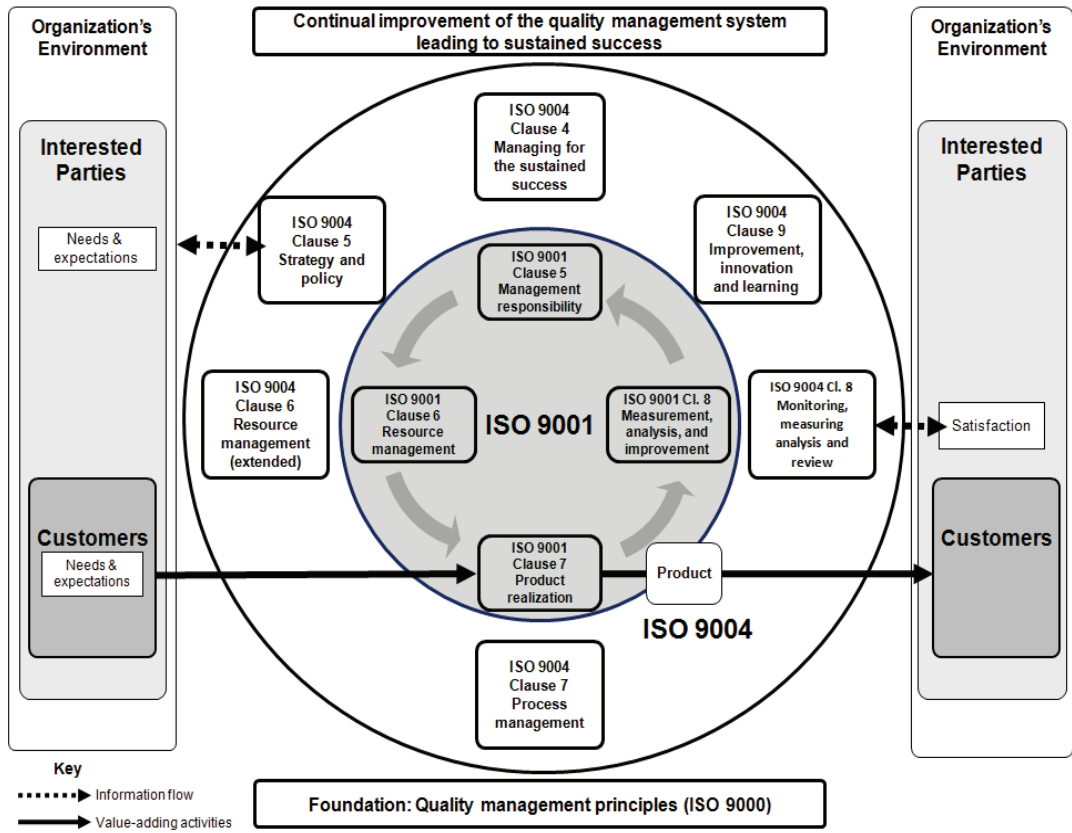 Organization's
Environment
Interested
Parties
Needs &
expectations
Customers
Needs &
expectations
Continual improvement of the quality management system
leading to sustained success
ISO 9004
Clause 4
Managing for
the sustained
success
ISO 9004
Clause 5
Strategy and
policy
ISO 9004
Clause 9
Improvement,
innovation
and learning
ISO 9001
Clause 5
Management
responsibility
ISO 9004
Clause 6
Resource
management
(extended)
ISO 9001
Clause 6
Resource
management
ISO 9001
ISO 9001 Cl. 8
Measurement,
analysis, and
improvement
ISO 9004 Cl. 8
Monitoring,
measuring
analysis and
review
ISO 9001
Clause 7
Product
realization
Product
ISO 9004
ISO 9004
Clause 7
Process
management
Organization's
Environment
Interested
Parties
Satisfaction
Customers
Key
Information flow
Value-adding activities
Foundation: Quality management principles (ISO 9000)